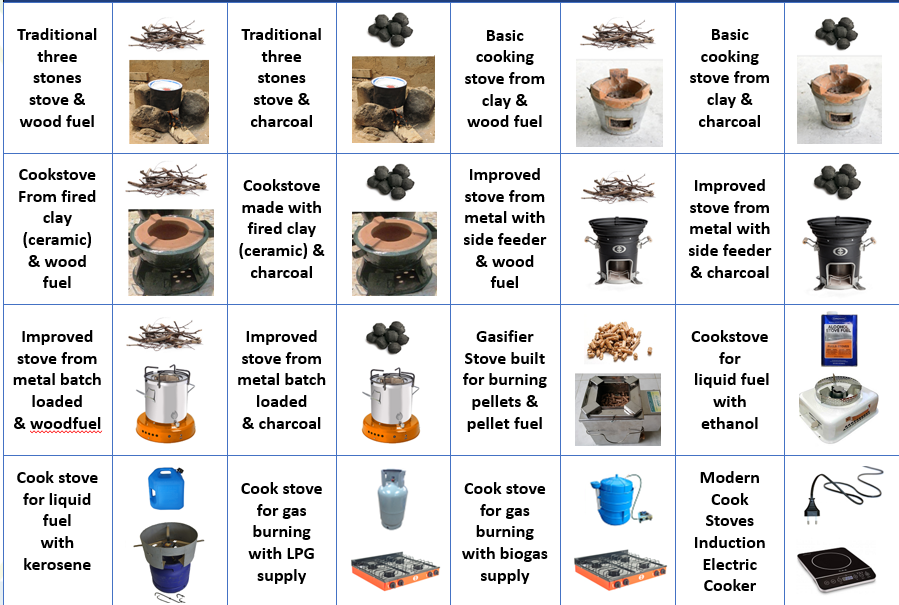 Traditional
three
stones
stove &
wood fuel
Traditional
three
stones
stove &
charcoal
Basic
cooking
stove from
clay &
wood fuel
Basic
cooking
stove from
clay &
charcoal
Cookstove
From fired
clay
(ceramic)
& wood
fuel
Cookstove
made with
fired clay
(ceramic) &
charcoal
Improved
stove from
metal with
side feeder
& wood
fuel
Improved
stove from
metal with
side feeder
& charcoal
Improved
stove from
metal batch
loaded
& woodfuel
Improved
stove from
metal batch
loaded
& charcoal
Gasifier
Stove built
for burning
pellets &
pellet fuel
Cookstove
for
liquid fuel
with
ethanol
ALCOHOL
STOVE FUEL
Cook stove
for liquid
fuel
with
kerosene
Cook stove
for gas
burning
with LPG
supply
Cook stove
for gas
burning
with biogas
supply
Modern
Cook
Stoves
Induction
Electric
Cooker